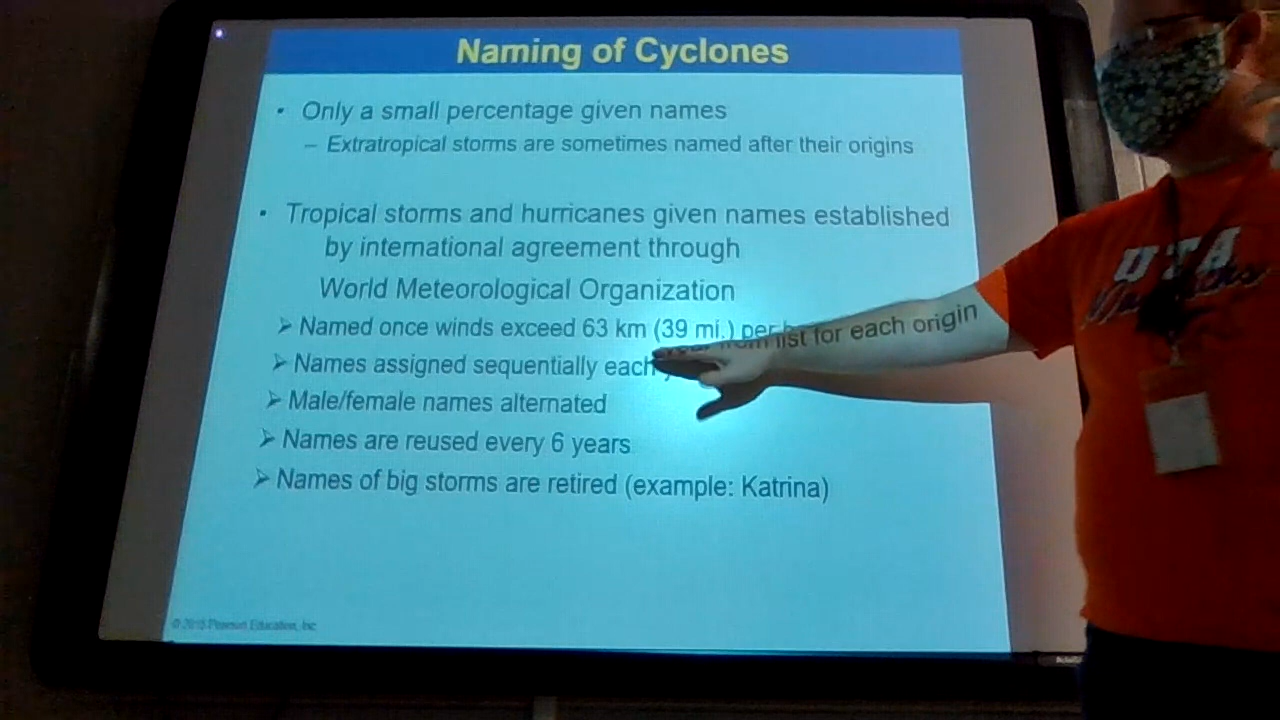 Naming of Cyclones
• Only a small percentage given names
– Extratropical storms are sometimes named after their origins
• Tropical storms and hurricanes given names established
by international agreement through
World Meteorological Organization
➢ Named once winds exceed 63 km (39 mi.) per
➢ Names assigned sequentially each year from list for each origin
➢ Male/female names alternated
➢ Names are reused every 6 years
➢ Names of big storms are retired (example: Katrina)
© 2015 Pearson Education, Inc
UTA